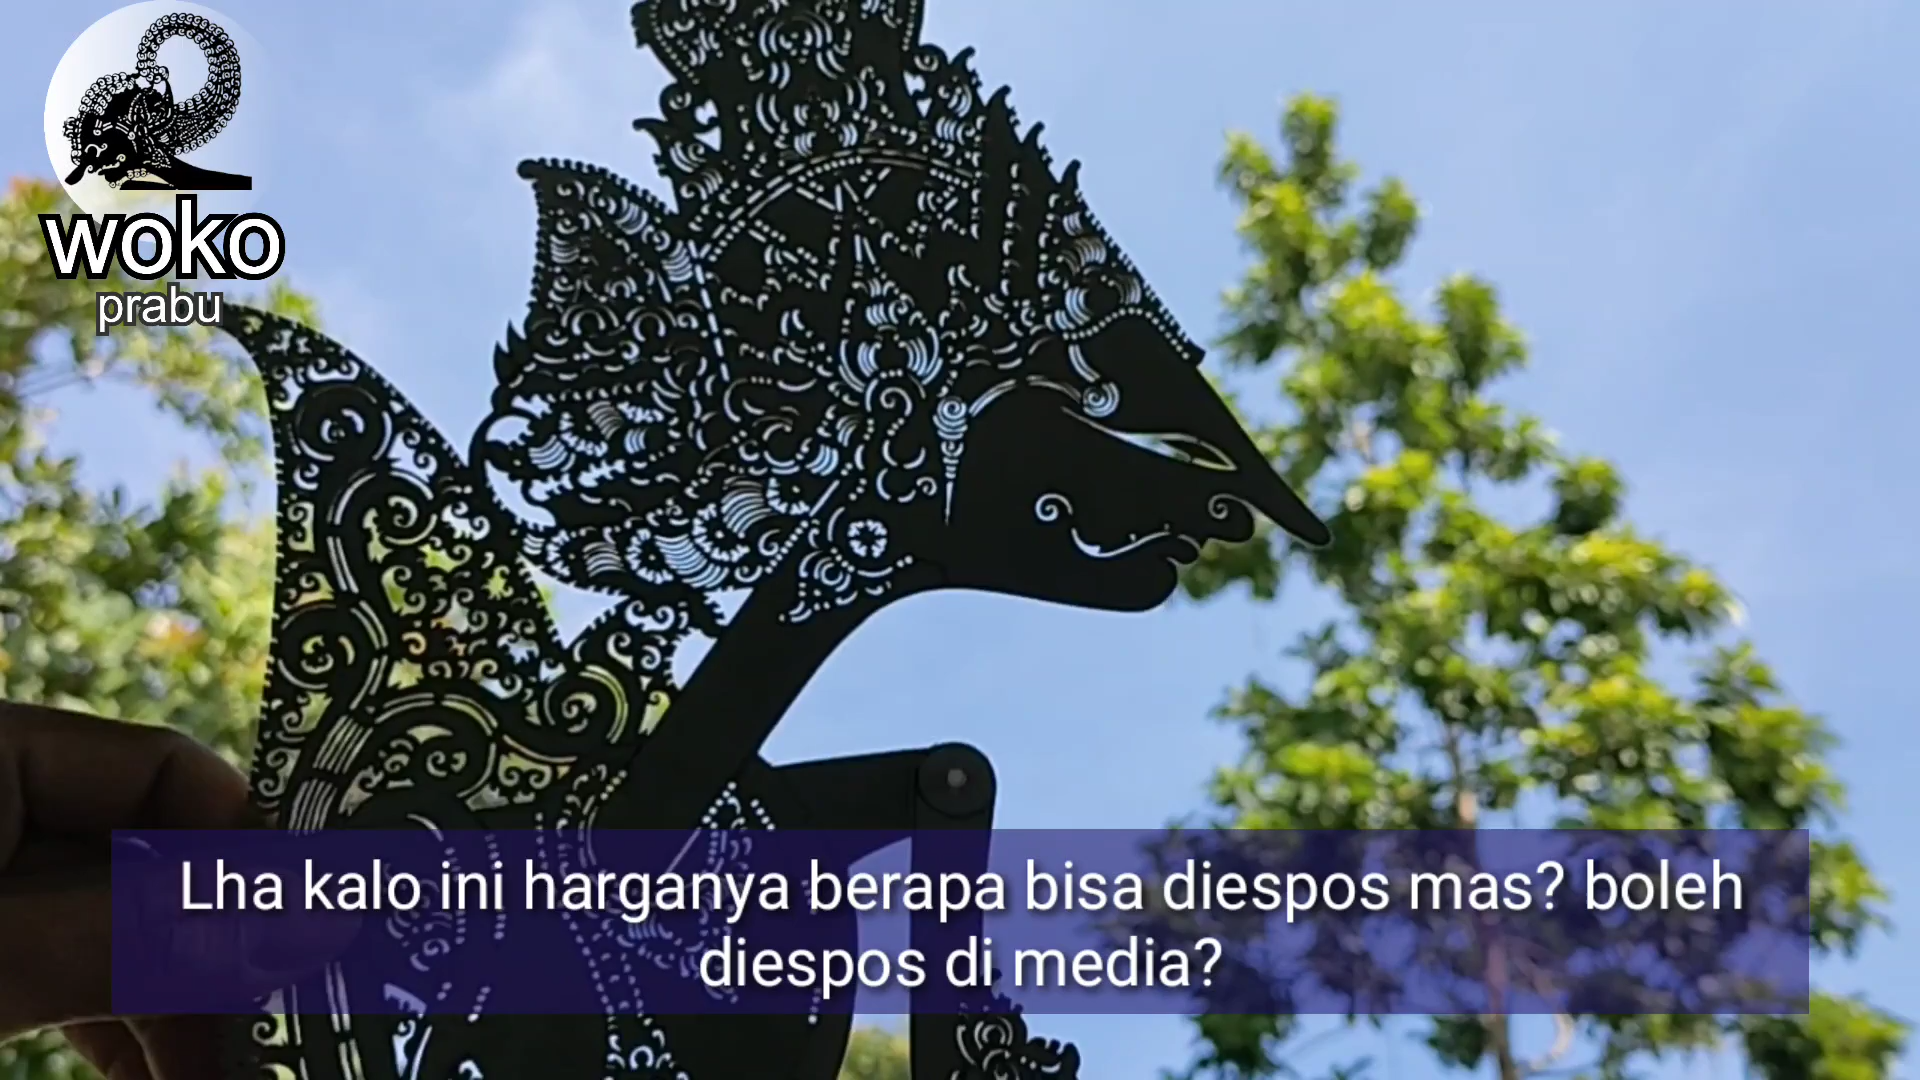 woko
prabu
Lha kalo ini harganya berapa bisa diespos mas? boleh
diespos di media?